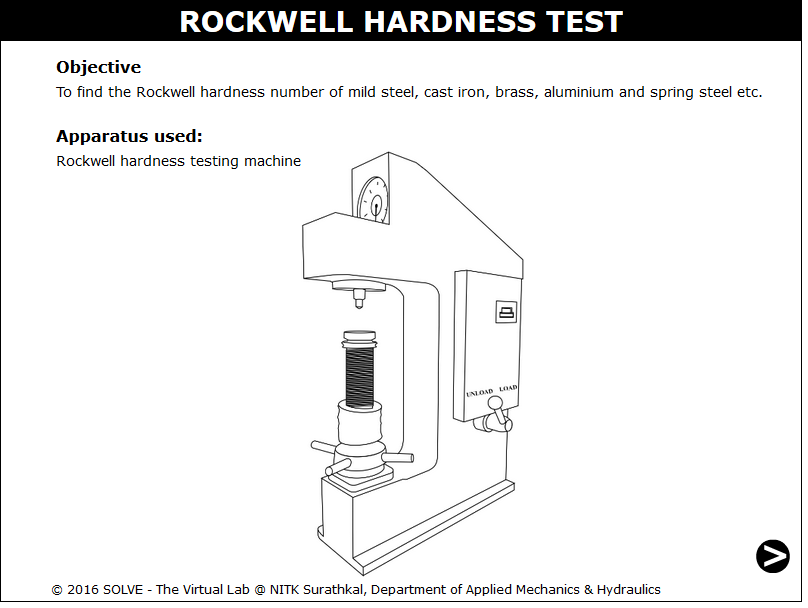 ROCKWELL HARDNESS TEST
Objective
To find the Rockwell hardness number of mild steel, cast iron, brass, aluminium and spring steel etc.
Apparatus used:
Rockwell hardness testing machine
UNLOAD LOAD
© 2016 SOLVE - The Virtual Lab @ NITK Surathkal, Department of Applied Mechanics & Hydraulics